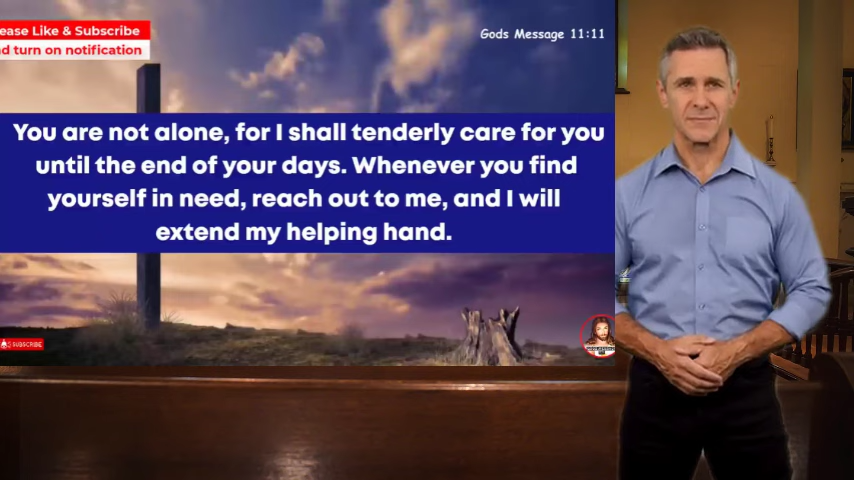 ease Like & Subscribe
nd turn on notification
Gods Message 11:11
You are not alone, for I shall tenderly care for you
until the end of your days. Whenever you find
yourself in need, reach out to me, and I will
extend my helping hand.
SUBSCRIBE